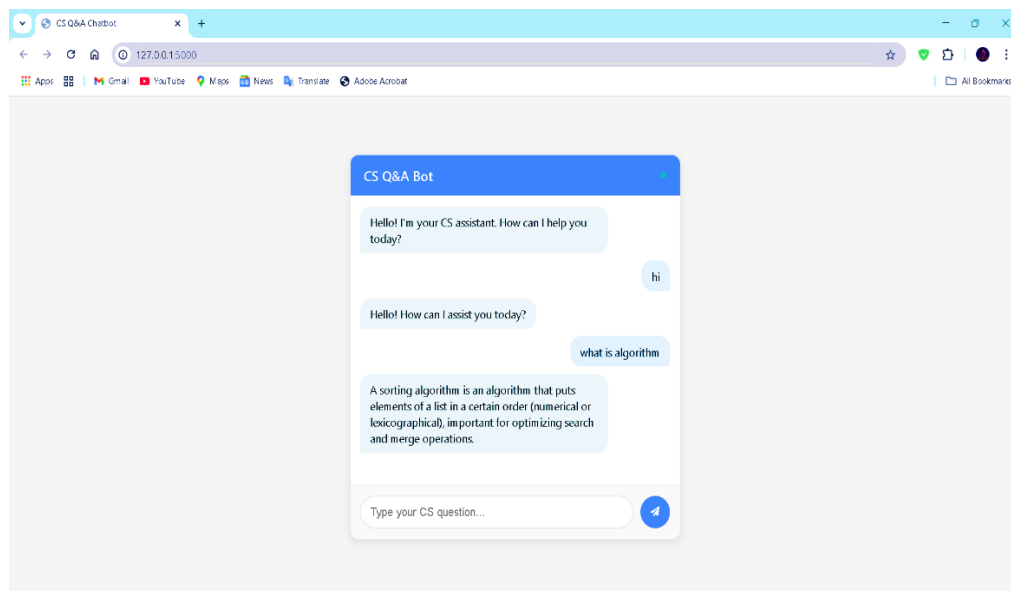 CS Q&A Chatbot
127.0.0.1:5000
Apps Gmail YouTube Maps News Translate Adobe Acrobat All Bookmarks
CS Q&A Bot
Hello! I'm your CS assistant. How can I help you
today?
hi
Hello! How can I assist you today?
what is algorithm
A sorting algorithm is an algorithm that puts
elements of a list in a certain order (numerical or
lexicographical), important for optimizing search
and merge operations.
Type your CS question...